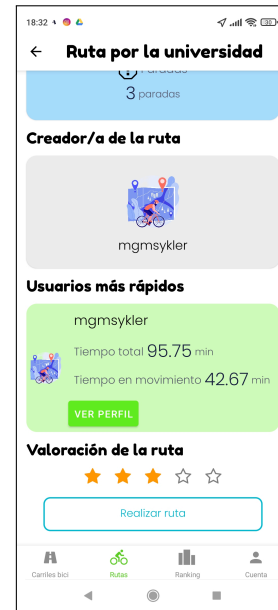 18:32
30
Ruta por la universidad
Paradas
3 paradas
Creador/a de la ruta
mgmsykler
Usuarios más rápidos
mgmsykler
Tiempo total 95.75 min
Tiempo en movimiento 42.67 min
VER PERFIL
Valoración de la ruta
Realizar ruta
Carriles bici Rutas Ranking Cuenta